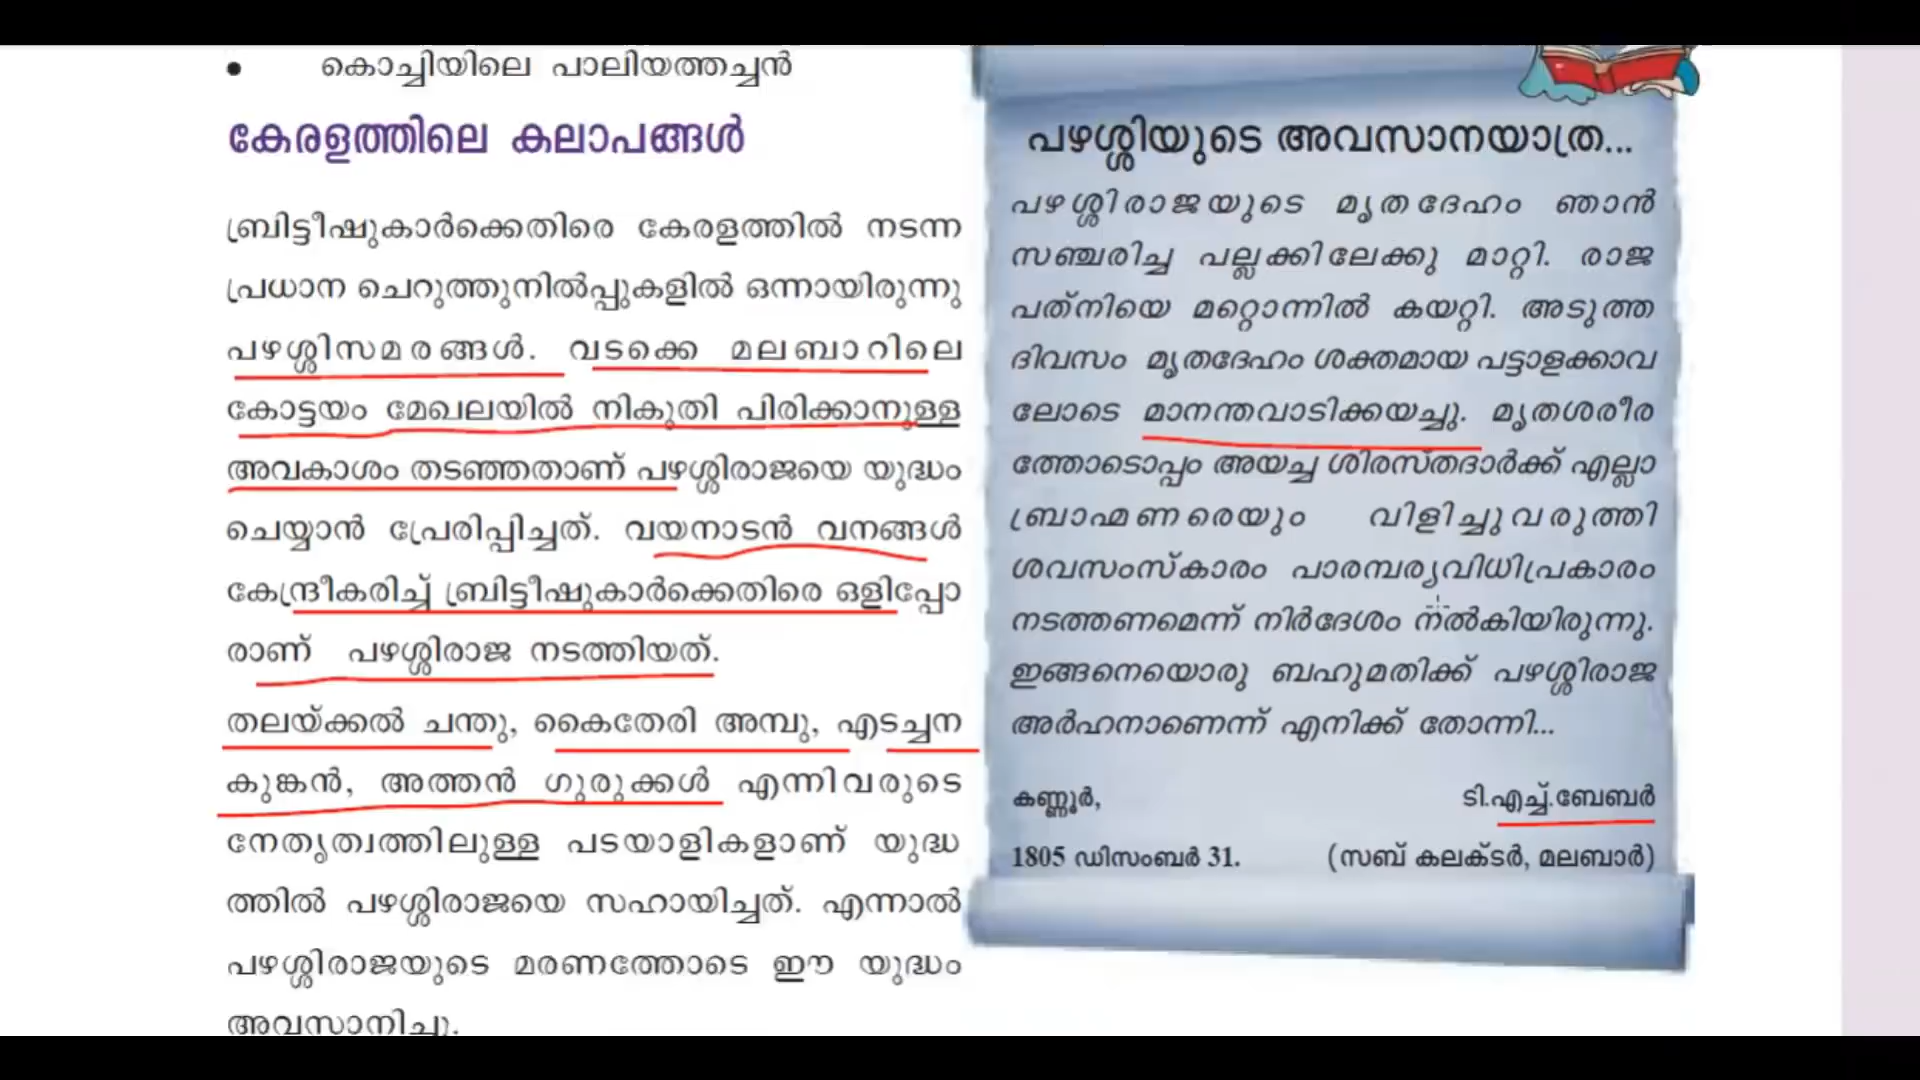 • കൊച്ചിയിലെ പാലിയത്തച്ചൻ
കേരളത്തിലെ കലാപങ്ങൾ
ബ്രിട്ടീഷുകാർക്കെതിരെ കേരളത്തിൽ നടന്ന
പ്രധാന ചെറുത്തുനിൽപ്പുകളിൽ ഒന്നായിരുന്നു
പഴശ്ശിസമരങ്ങൾ. വടക്കെ മലബാറിലെ
കോട്ടയം മേഖലയിൽ നികുതി പിരിക്കാനുള്ള
അവകാശം തടഞ്ഞതാണ് പഴശ്ശിരാജയെ യുദ്ധം
ചെയ്യാൻ പ്രേരിപ്പിച്ചത്. വയനാടൻ വനങ്ങൾ
കേന്ദ്രീകരിച്ച് ബ്രിട്ടീഷുകാർക്കെതിരെ ഒളിപ്പോ
രാണ് പഴശ്ശിരാജ നടത്തിയത്.
തലയ്ക്കൽ ചന്തു, കൈതേരി അമ്പു, എടച്ചന
കുങ്കൻ, അത്തൻ ഗുരുക്കൾ എന്നിവരുടെ
നേതൃത്വത്തിലുള്ള പടയാളികളാണ് യുദ്ധ
ത്തിൽ പഴശ്ശിരാജയെ സഹായിച്ചത്. എന്നാൽ
പഴശ്ശിരാജയുടെ മരണത്തോടെ ഈ യുദ്ധം
അവസാനിച്ചു.
പഴശ്ശിയുടെ അവസാനയാത്ര...
പഴശ്ശിരാജയുടെ മൃതദേഹം ഞാൻ
സഞ്ചരിച്ച പല്ലക്കിലേക്കു മാറ്റി. രാജ
പത്നിയെ മറ്റൊന്നിൽ കയറ്റി. അടുത്ത
ദിവസം മൃതദേഹം ശക്തമായ പട്ടാളക്കാവ
ലോടെ മാനന്തവാടിക്കയച്ചു. മൃതശരീര
ത്തോടൊപ്പം അയച്ച ശിരസ്തദാർക്ക് എല്ലാ
ബ്രാഹ്മണരെയും വിളിച്ചുവരുത്തി
ശവസംസ്കാരം പാരമ്പര്യവിധിപ്രകാരം
നടത്തണമെന്ന് നിർദേശം നൽകിയിരുന്നു.
ഇങ്ങനെയൊരു ബഹുമതിക്ക് പഴശ്ശിരാജ
അർഹനാണെന്ന് എനിക്ക് തോന്നി...
കണ്ണൂർ, ടി.എച്ച്.ബേബർ
1805 ഡിസംബർ 31. (സബ് കലക്ടർ, മലബാർ)